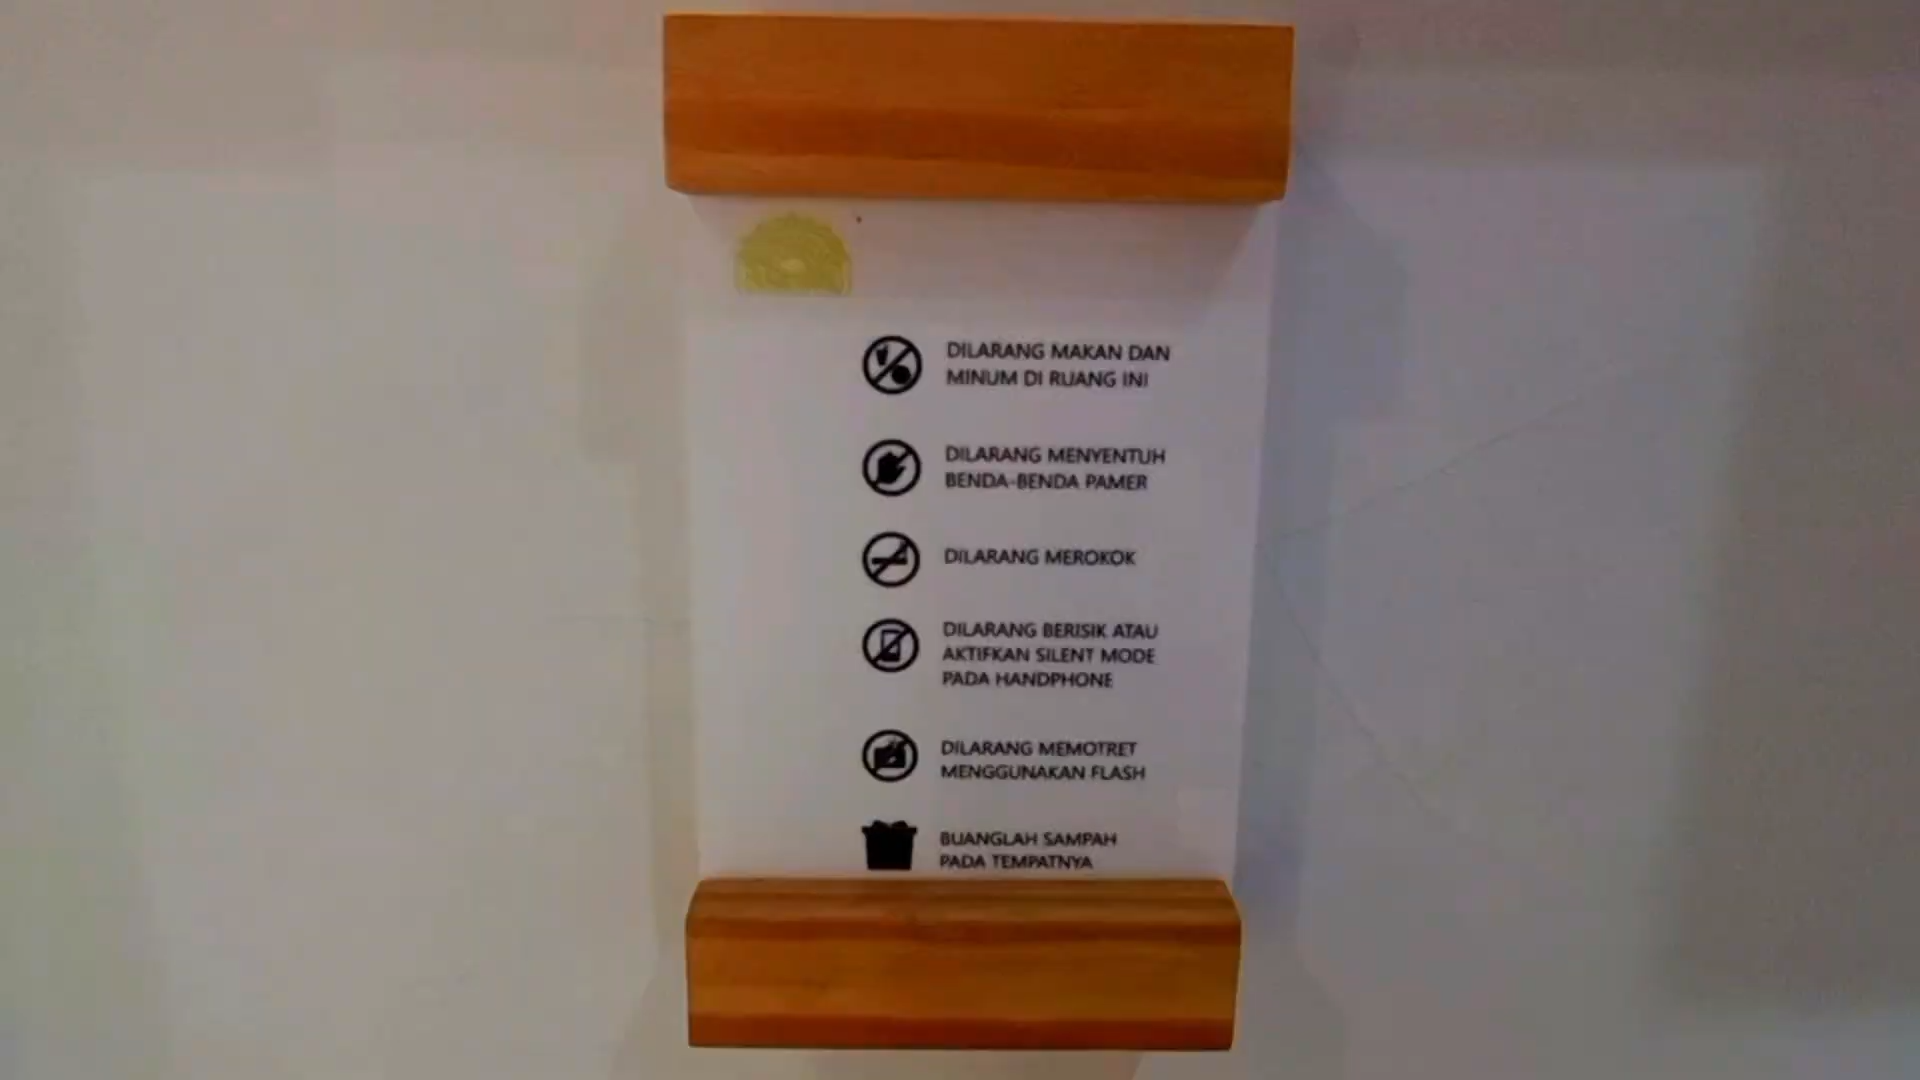 DILARANG MAKAN DAN
MINUM DI RUANG INI
DILARANG MENYENTUH
BENDA-BENDA PAMER
DILARANG MEROKOK
DILARANG BERISIK ATAU
AKTIFKAN SILENT MODE
PADA HANDPHONE
DILARANG MEMOTRET
MENGGUNAKAN FLASH
BUANGLAH SAMPAH
PADA TEMPATNYA